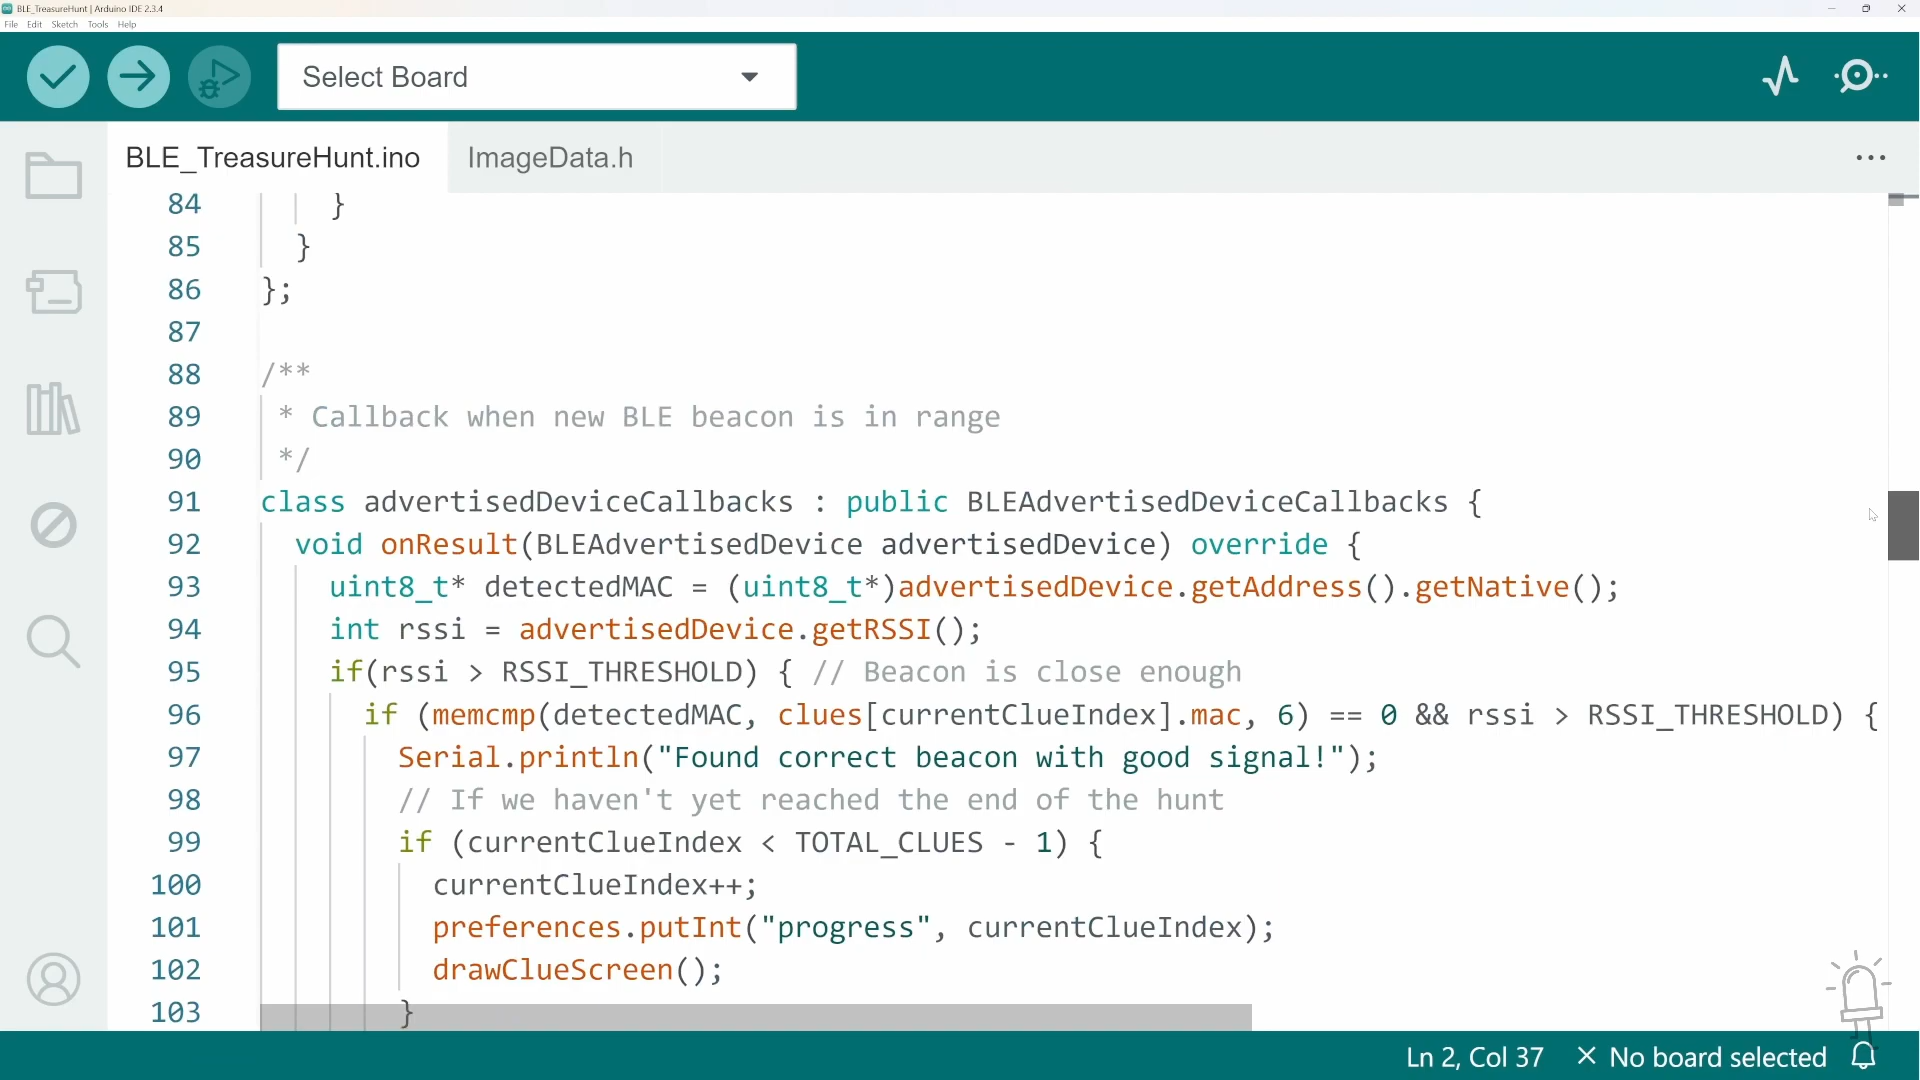 BLE_TreasureHunt | Arduino IDE 2.3.4
File Edit Sketch Tools Help
Select Board
BLE_TreasureHunt.ino ImageData.h
84 }
85 }
86 };
87
88 /**
89 * Callback when new BLE beacon is in range
90 */
91 class advertisedDeviceCallbacks : public BLEAdvertisedDeviceCallbacks {
92 void onResult(BLEAdvertisedDevice advertisedDevice) override {
93 uint8_t* detectedMAC = (uint8_t*)advertisedDevice.getAddress().getNative();
94 int rssi = advertisedDevice.getRSSI();
95 if(rssi > RSSI_THRESHOLD) { // Beacon is close enough
96 if (memcmp(detectedMAC, clues[currentClueIndex].mac, 6) == 0 && rssi > RSSI_THRESHOLD) {
97 Serial.println("Found correct beacon with good signal!");
98 // If we haven't yet reached the end of the hunt
99 if (currentClueIndex < TOTAL_CLUES - 1) {
100 currentClueIndex++;
101 preferences.putInt("progress", currentClueIndex);
102 drawClueScreen();
103 }
Ln 2, Col 37 × No board selected